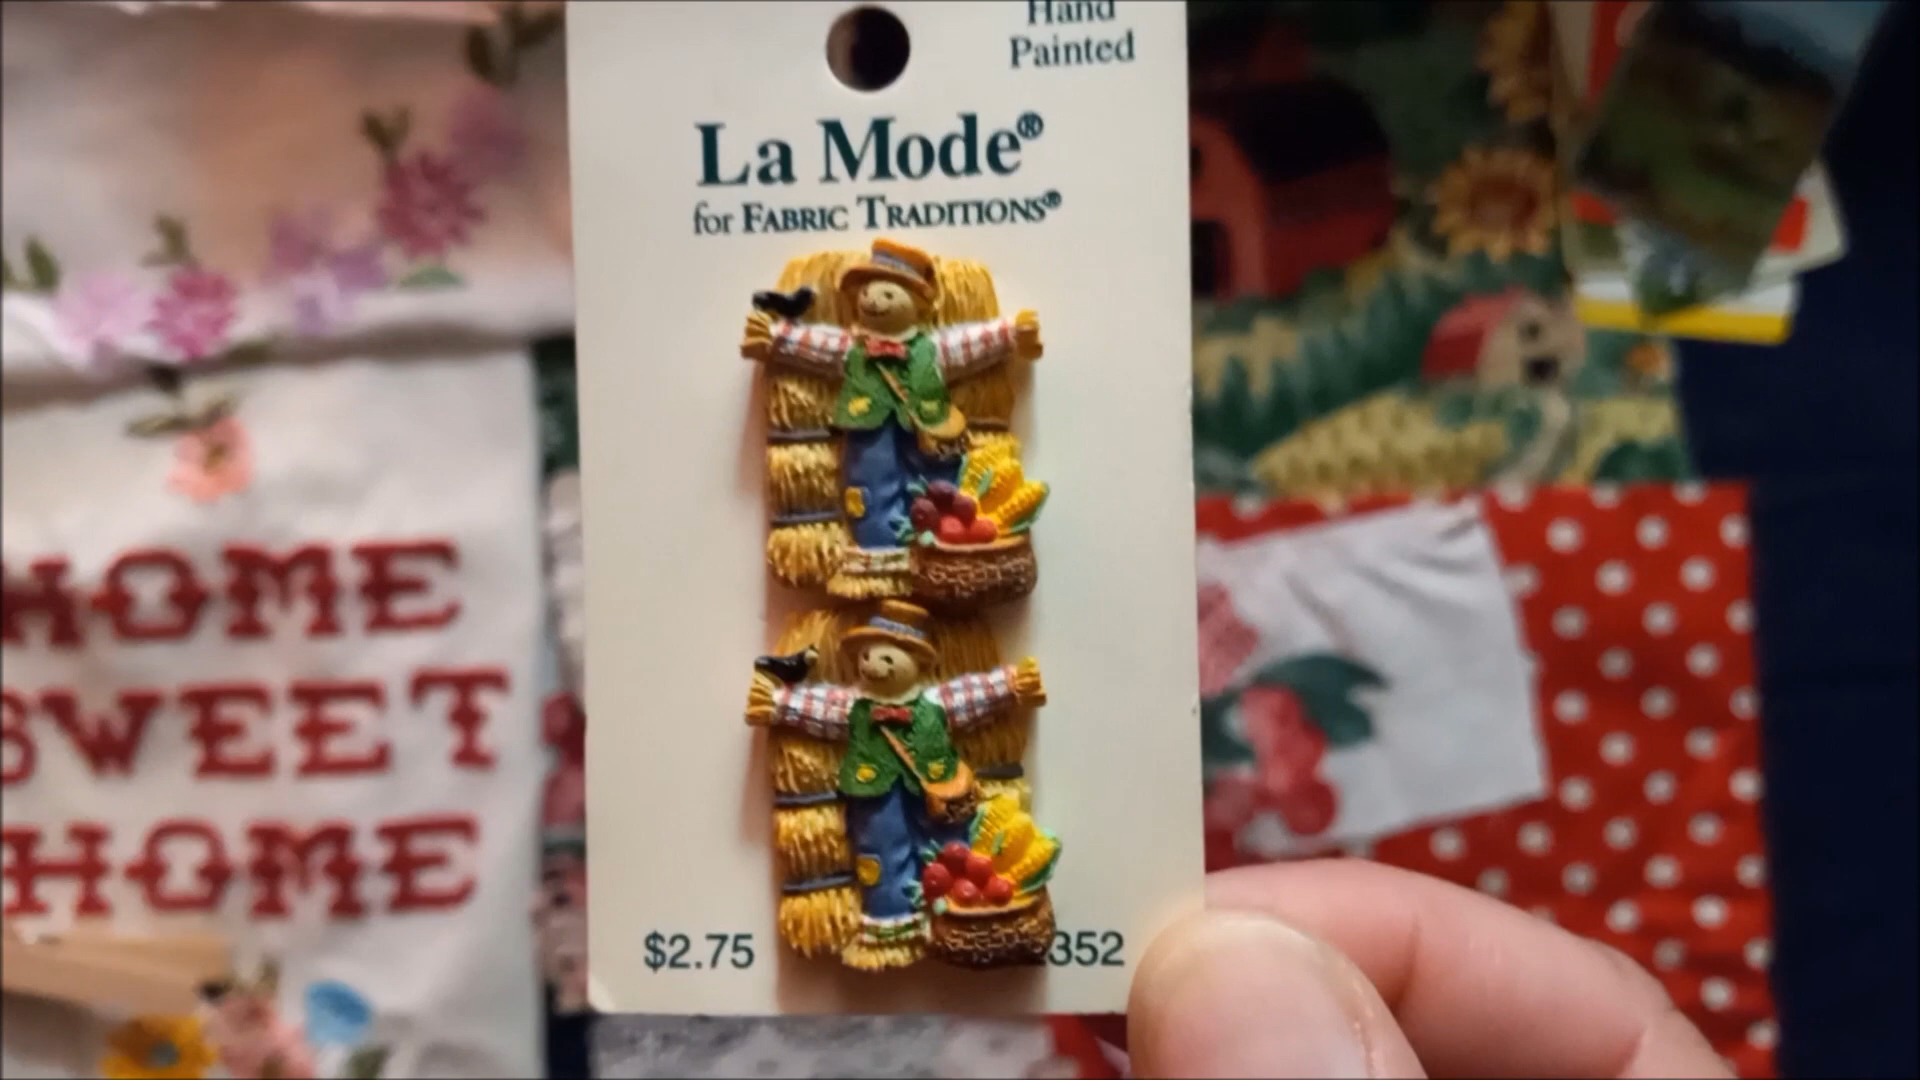 Hand
Painted
La Mode®
for FABRIC TRADITIONS®
$2.75
352
HOME
SWEET
HOME